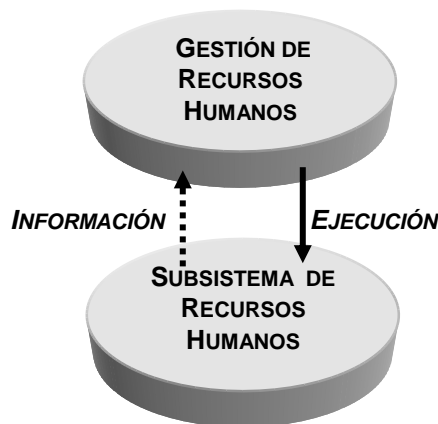 GESTIÓN DE
RECURSOS
HUMANOS
INFORMACIÓN
EJECUCIÓN
SUBSISTEMA DE
RECURSOS
HUMANOS